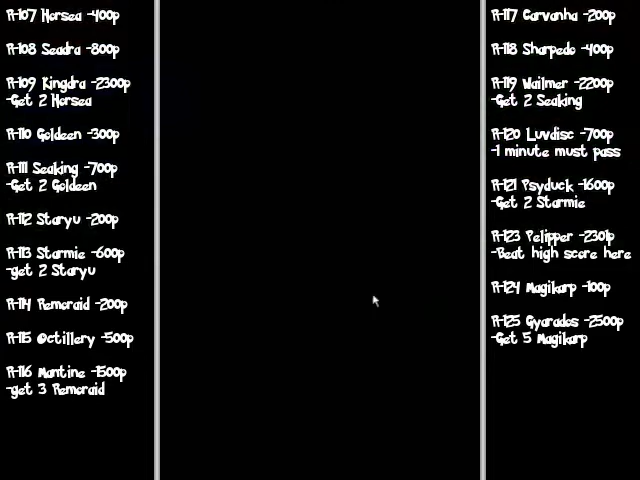 R-107 Horsea -400p
R-108 Seadra -800p
R-109 Kingdra -2300p
-Get 2 Horsea
R-110 Goldeen -300p
R-111 Seaking -700p
-Get 2 Goldeen
R-112 Staryu -200p
R-113 Starmie -600p
-get 2 Staryu
R-114 Remoraid -200p
R-115 Octillery -500p
R-116 Mantine -1500p
-get 3 Remoraid
R-117 Carvanha -200p
R-118 Sharpedo -400p
R-119 Wailmer -2200p
-Get 2 Seaking
R-120 Luvdisc -700p
-1 minute must pass
R-121 Psyduck -1600p
-Get 2 Starmie
R-123 Pelipper -2301p
-Beat high score here
R-124 Magikarp -100p
R-125 Gyarados -2500p
-Get 5 Magikarp